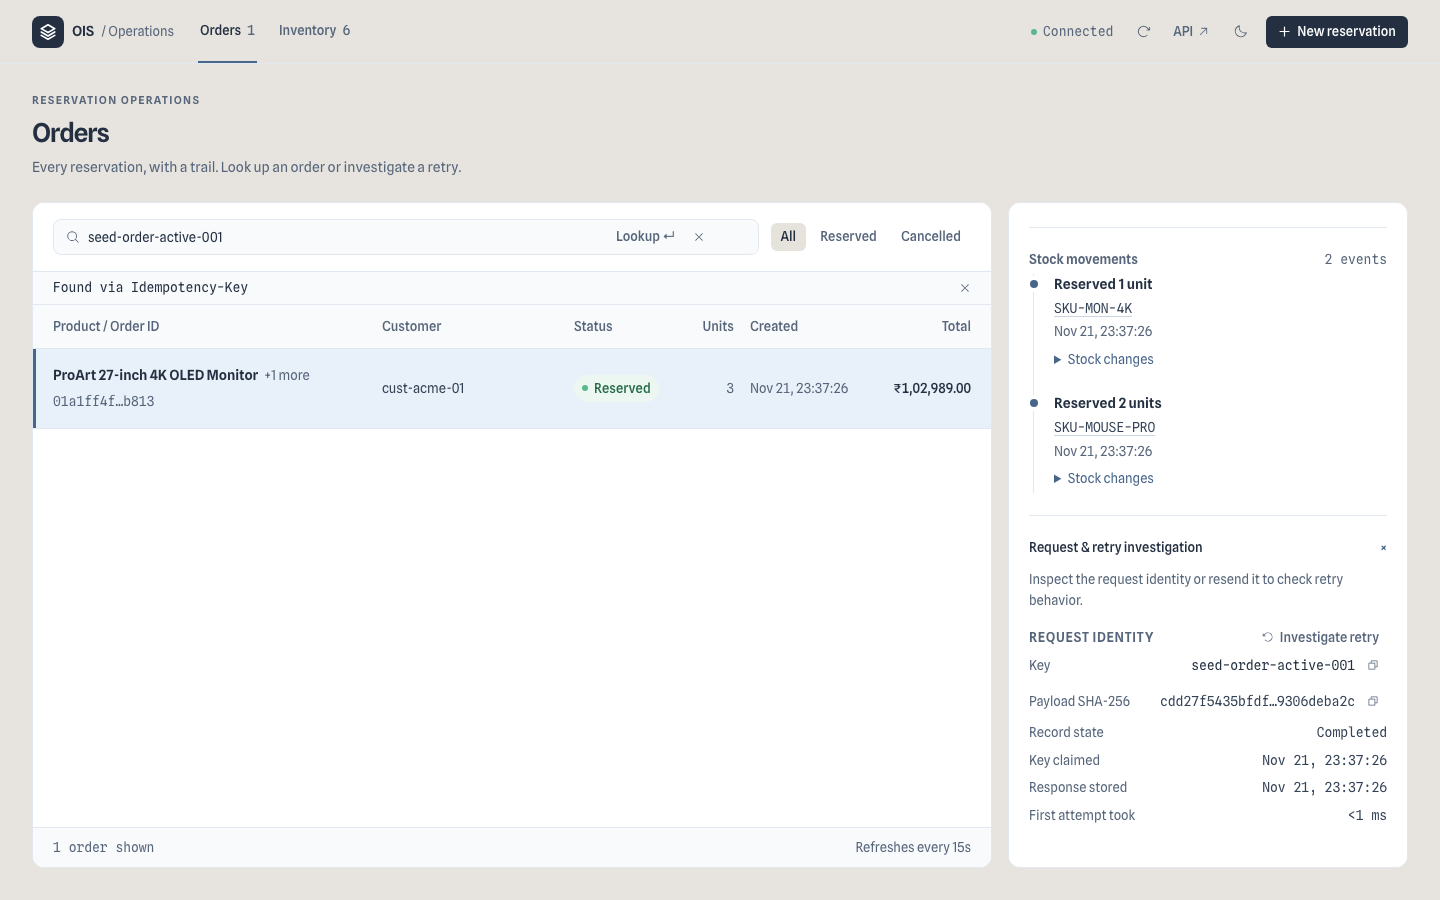 OIS / Operations
Orders 1
Inventory 6
Connected
API ↗
+ New reservation
RESERVATION OPERATIONS
Orders
Every reservation, with a trail. Look up an order or investigate a retry.
seed-order-active-001
Lookup ↵
All
Reserved
Cancelled
Found via Idempotency-Key
Product / Order ID
Customer
Status
Units
Created
Total
ProArt 27-inch 4K OLED Monitor +1 more
01a1ff4f…b813
cust-acme-01
Reserved
3
Nov 21, 23:37:26
₹1,02,989.00
1 order shown
Refreshes every 15s
Stock movements
2 events
Reserved 1 unit
SKU-MON-4K
Nov 21, 23:37:26
Stock changes
Reserved 2 units
SKU-MOUSE-PRO
Nov 21, 23:37:26
Stock changes
Request & retry investigation
Inspect the request identity or resend it to check retry
behavior.
REQUEST IDENTITY
Investigate retry
Key
seed-order-active-001
Payload SHA-256
cdd27f5435bfdf…9306deba2c
Record state
Completed
Key claimed
Nov 21, 23:37:26
Response stored
Nov 21, 23:37:26
First attempt took
<1 ms